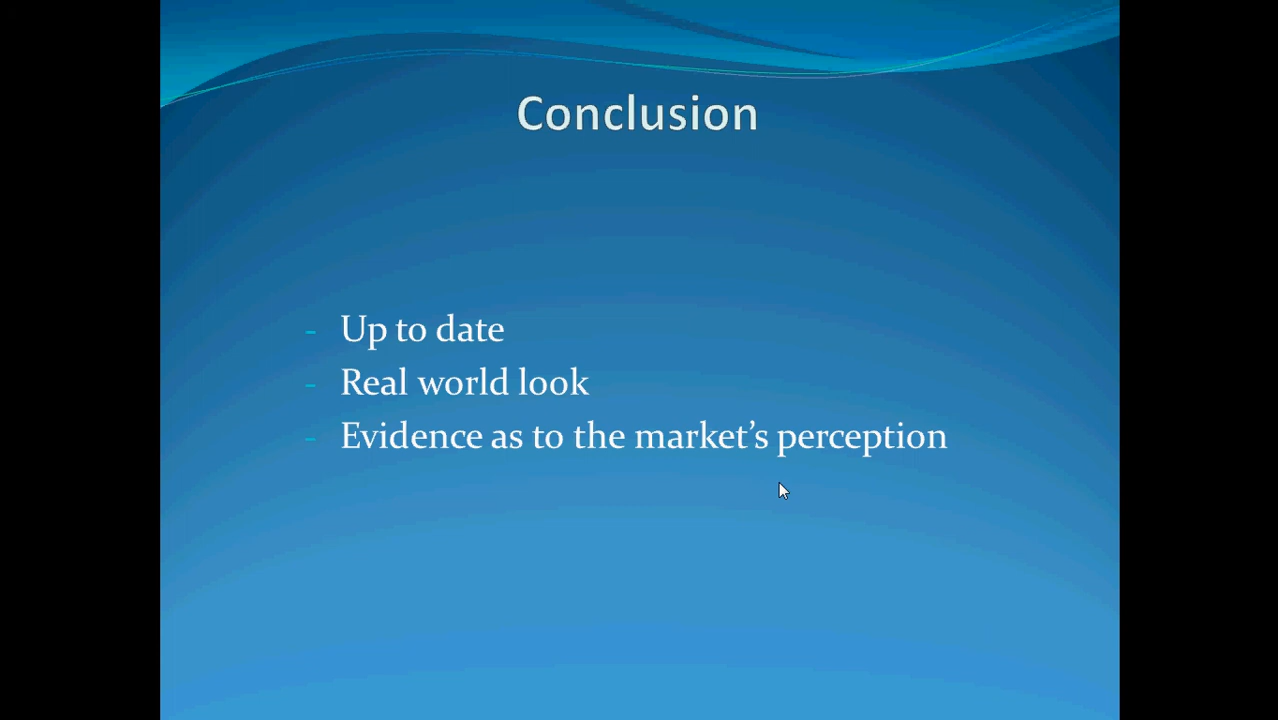 Conclusion
- Up to date
- Real world look
- Evidence as to the market’s perception